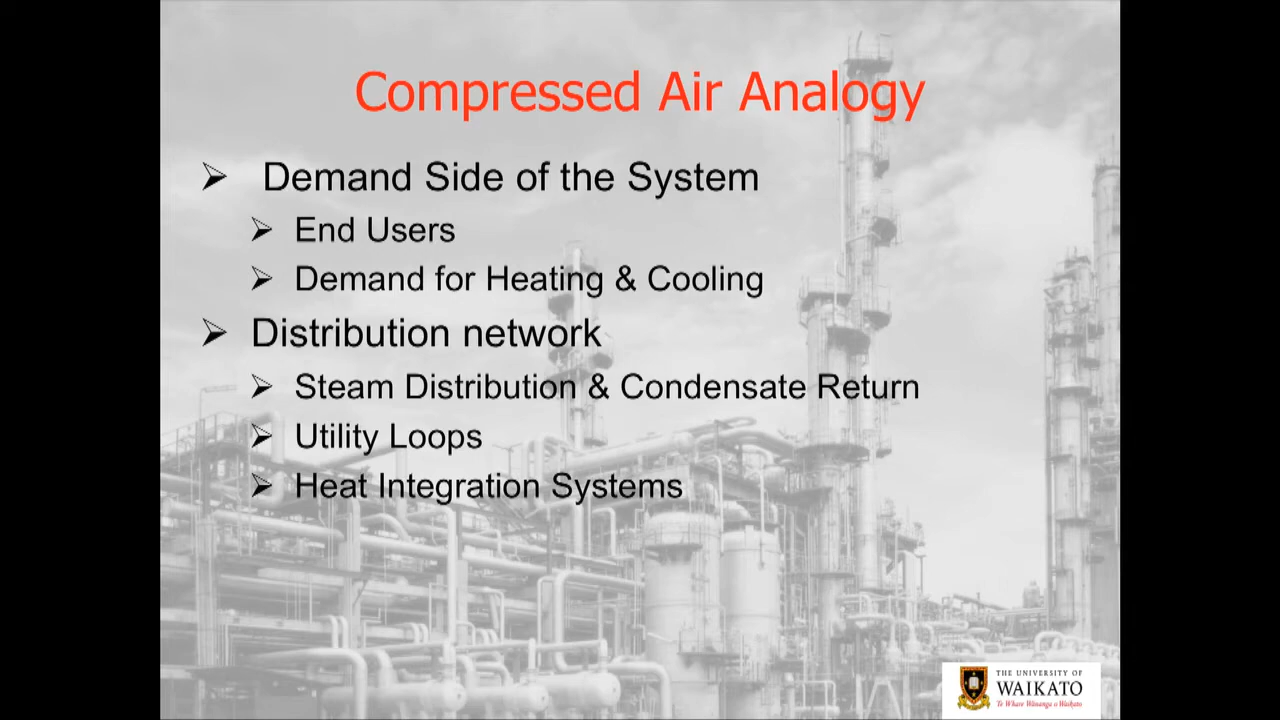 Compressed Air Analogy
Demand Side of the System
End Users
Demand for Heating & Cooling
Distribution network
Steam Distribution & Condensate Return
Utility Loops
Heat Integration Systems
THE UNIVERSITY OF
WAIKATO
Te Whare Wānanga o Waikato